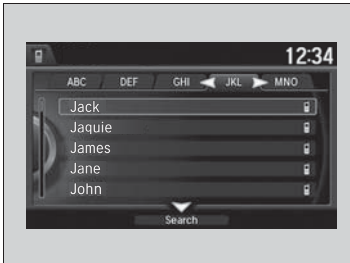 12:34
ABC DEF GHI JKL MNO
Jack
Jaquie
James
Jane
John
Search